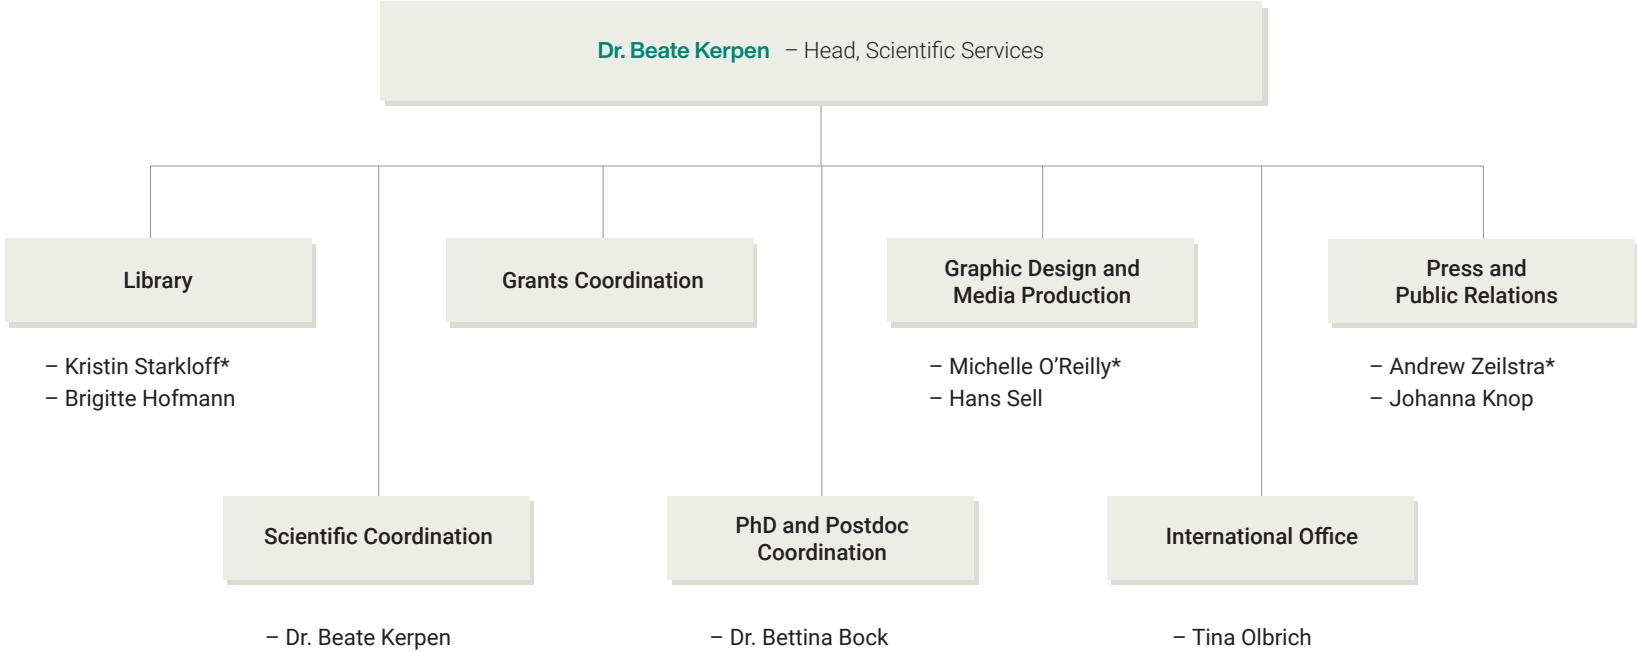 Dr. Beate Kerpen – Head, Scientific Services
Library
– Kristin Starkloff*
– Brigitte Hofmann
Grants Coordination
Graphic Design and
Media Production
– Michelle O’Reilly*
– Hans Sell
Press and
Public Relations
– Andrew Zeilstra*
– Johanna Knop
Scientific Coordination
– Dr. Beate Kerpen
PhD and Postdoc
Coordination
– Dr. Bettina Bock
International Office
– Tina Olbrich